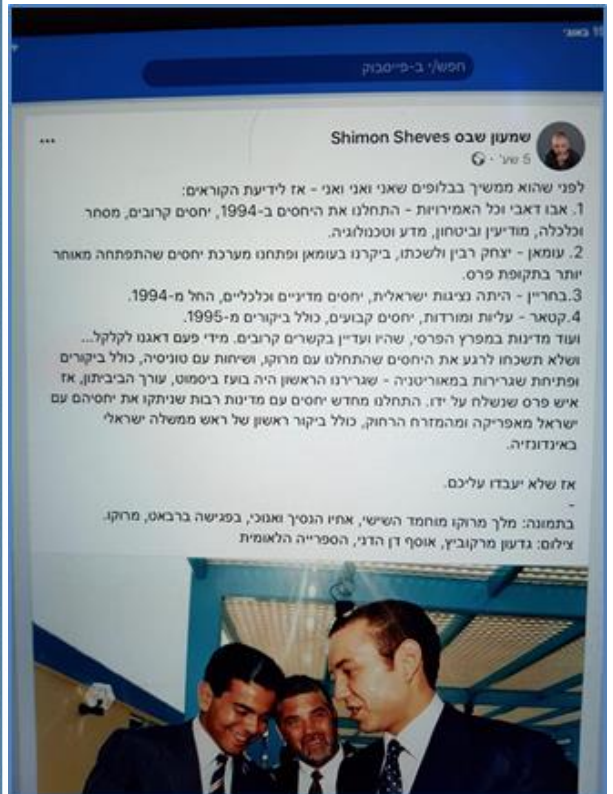 11 באוג׳
חפש/י ב-פייסבוק
שמעון שבס Shimon Sheves
5 שע׳ ·
לפני שהוא ממשיך בבלופים שאני ואני ואני - אז לידיעת הקוראים:
1. אבו דאבי וכל האמירויות - התחלנו את היחסים ב-1994, יחסים קרובים, מסחר
וכלכלה, מודיעין וביטחון, מדע וטכנולוגיה.
2. עומאן - יצחק רבין ולשכתו, ביקרנו בעומאן ופתחנו מערכת יחסים שהתפתחה מאוחר
יותר בתקופת פרס.
3.בחריין - היתה נציגות ישראלית, יחסים מדיניים וכלכליים, החל מ-1994.
4.קטאר - עליות ומורדות, יחסים קבועים, כולל ביקורים מ-1995.
ועוד מדינות במפרץ הפרסי, שהיו ועדיין בקשרים קרובים. מידי פעם דאגנו לקלקל...
ושלא תשכחו לרגע את היחסים שהתחלנו עם מרוקו, ושיחות עם טוניסיה, כולל ביקורים
ופתיחת שגרירות במאוריטניה - שגרירנו הראשון היה בועז ביסמוט, עורך הביביתון, אז
איש פרס שנשלח על ידו. התחלנו מחדש יחסים עם מדינות רבות שניתקו את יחסיהם עם
ישראל מאפריקה ומהמזרח הרחוק, כולל ביקור ראשון של ראש ממשלה ישראלי
באינדונזיה.
אז שלא יעבדו עליכם.
-
בתמונה: מלך מרוקו מוחמד השישי, אחיו הנסיך ואנוכי, בפגישה ברבאט, מרוקו.
צילום: גדעון מרקוביץ, אוסף דן הדני, הספרייה הלאומית